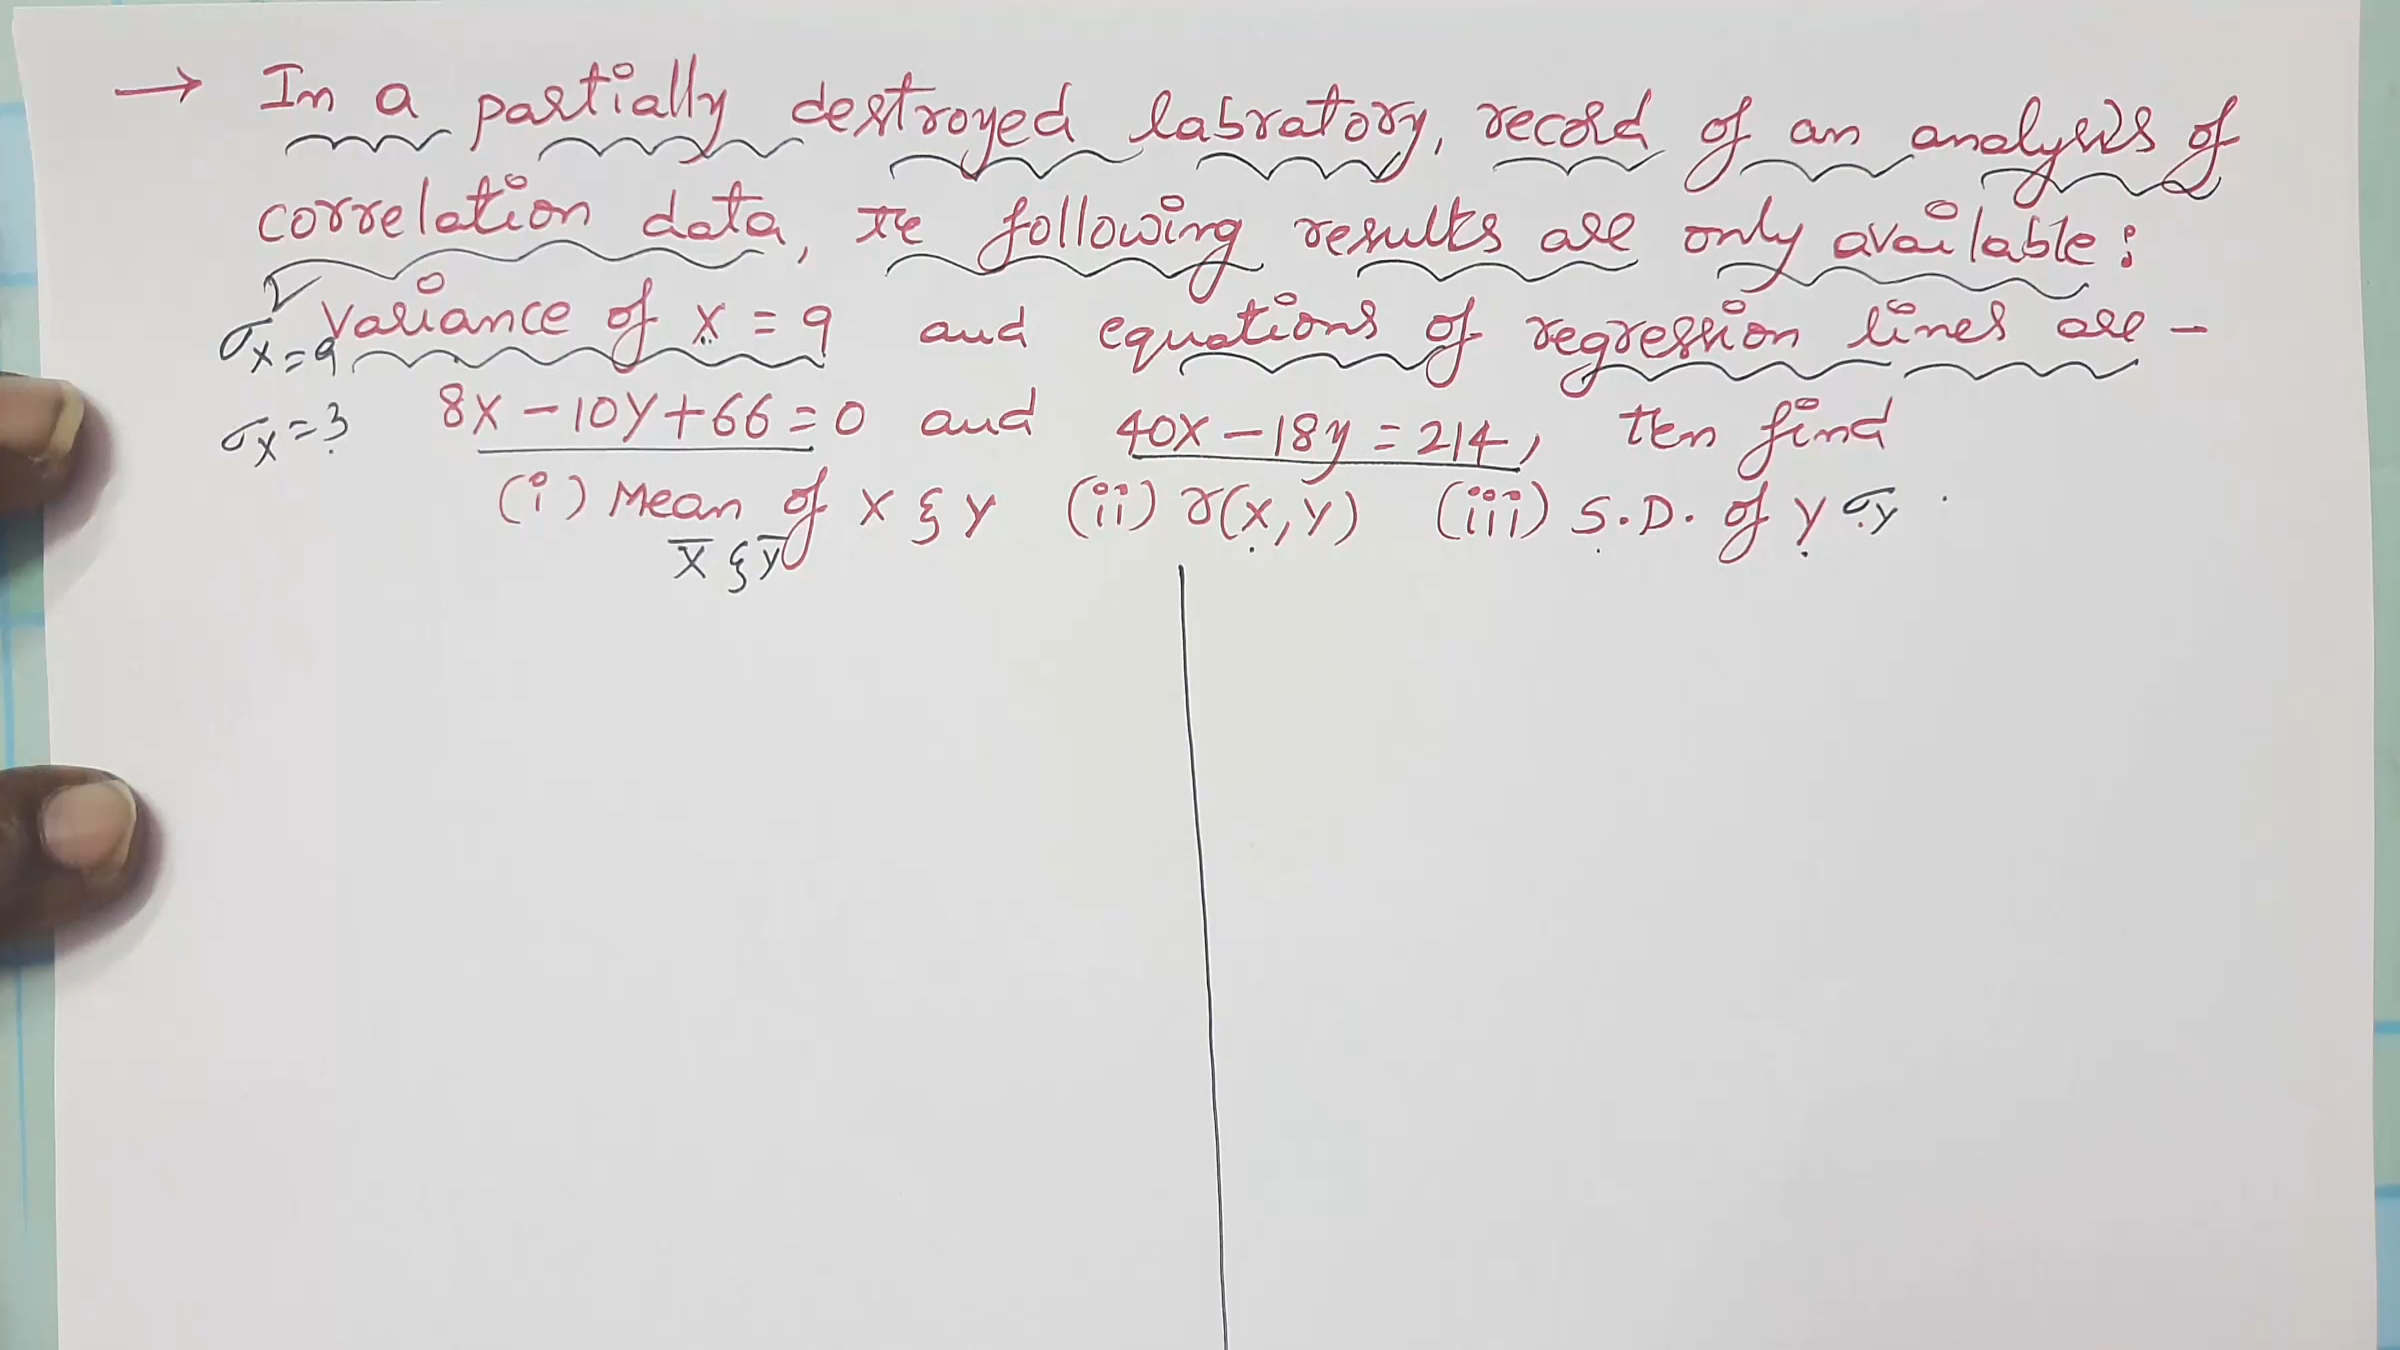 → In a partially destroyed labratory, record of an analysis of
correlation data, the following results are only available:
σx² = 9 Variance of X = 9 and equations of regression lines are -
σx = 3 8X - 10Y + 66 = 0 and 40X - 18y = 214, then find
(i) Mean of X & Y (ii) r(X, Y) (iii) S.D. of Y σy
X̄ & Ȳ